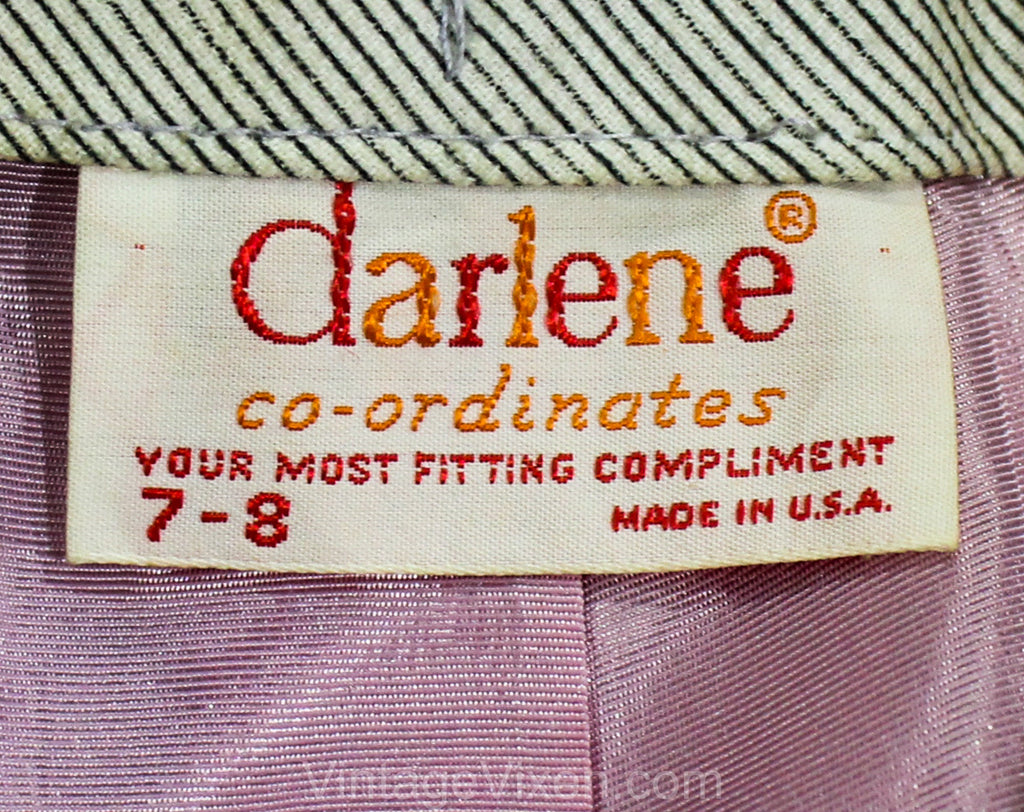 darlene®
co-ordinates
YOUR MOST FITTING COMPLIMENT
7-8 MADE IN U.S.A.
VintageVixen.com